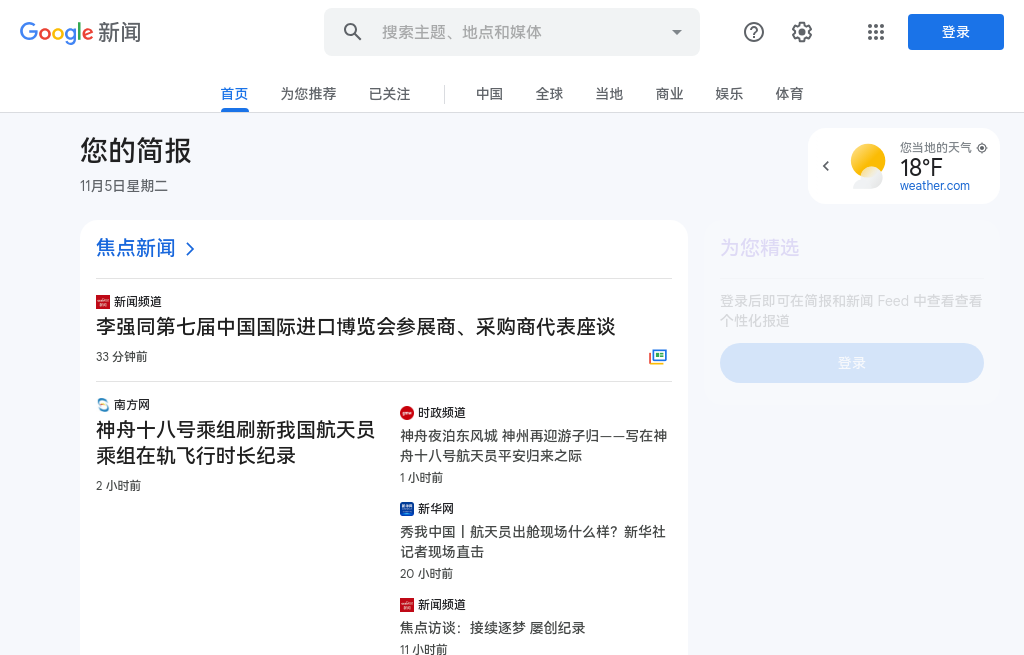 Google 新闻
搜索主题、地点和媒体
登录
首页
为您推荐
已关注
中国
全球
当地
商业
娱乐
体育
您的简报
11月5日星期二
您当地的天气
18°F
weather.com
焦点新闻
新闻频道
李强同第七届中国国际进口博览会参展商、采购商代表座谈
33 分钟前
南方网
神舟十八号乘组刷新我国航天员
乘组在轨飞行时长纪录
2 小时前
时政频道
神舟夜泊东风城 神州再迎游子归——写在神
舟十八号航天员平安归来之际
1 小时前
新华网
秀我中国丨航天员出舱现场什么样？新华社
记者现场直击
20 小时前
新闻频道
焦点访谈：接续逐梦 屡创纪录
11 小时前
为您精选
登录后即可在简报和新闻 Feed 中查看查看
个性化报道
登录